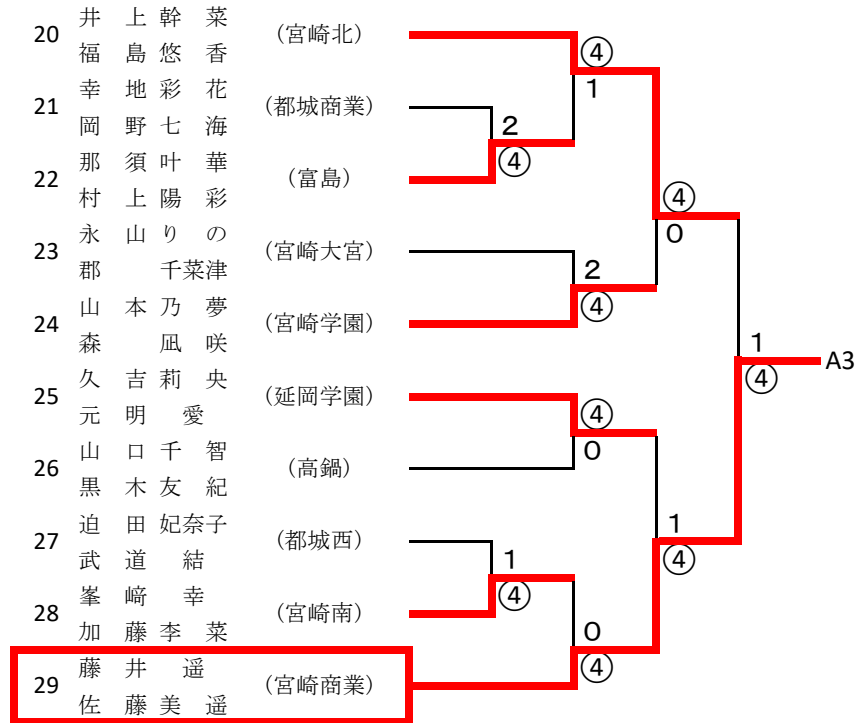 井 上 幹 菜
20 (宮崎北)
福 島 悠 香
④
1
幸 地 彩 花
21 (都城商業)
岡 野 七 海
2
④
那 須 叶 華
22 (富島)
村 上 陽 彩
④
0
永 山 り の
23 (宮崎大宮)
郡 千菜津
2
④
山 本 乃 夢
24 (宮崎学園)
森 凪 咲
1
④
A3
久 吉 莉 央
25 (延岡学園)
元 明 愛
④
0
山 口 千 智
26 (高鍋)
黒 木 友 紀
1
④
迫 田 妃奈子
27 (都城西)
武 道 結
1
④
峯 﨑 幸
28 (宮崎南)
加 藤 李 菜
0
④
藤 井 遥
29 (宮崎商業)
佐 藤 美 遥